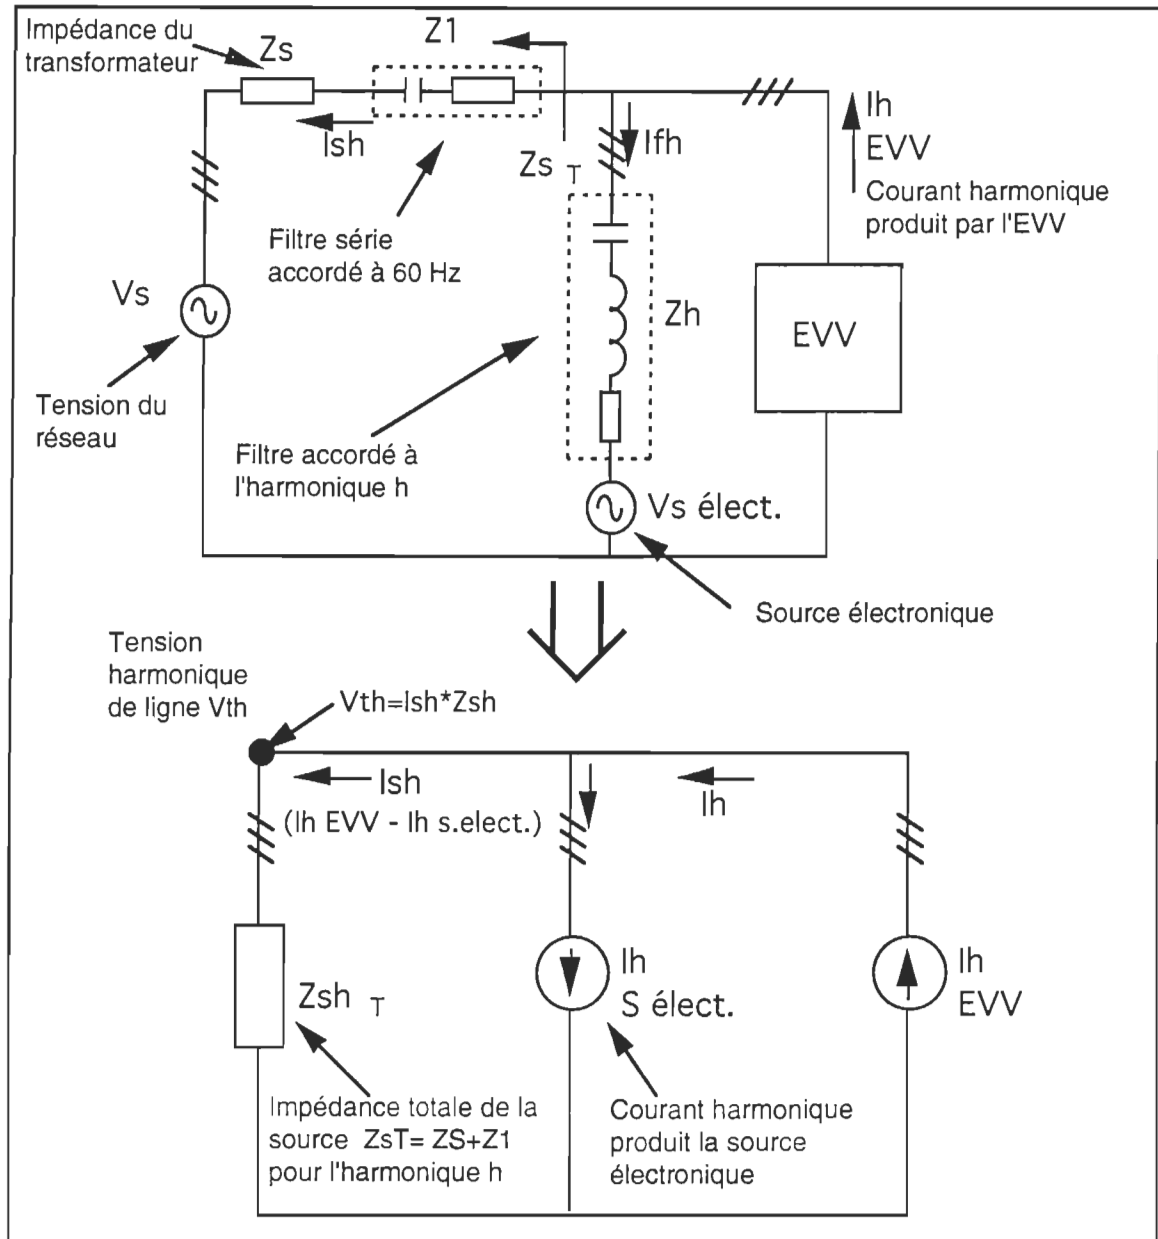 Impédance du
transformateur
Zs
Z1
Ish
Zs T
Ifh
Ih
EVV
Courant harmonique
produit par l'EVV
Filtre série
accordé à 60 Hz
Vs
Zh
EVV
Tension du
réseau
Filtre accordé à
l'harmonique h
Vs élect.
Source électronique
Tension
harmonique
de ligne Vth
Vth=Ish*Zsh
Ish
(Ih EVV - Ih s.elect.)
Ih
Zsh T
Ih
S élect.
Ih
EVV
Impédance totale de la
source ZsT= ZS+Z1
pour l'harmonique h
Courant harmonique
produit la source
électronique